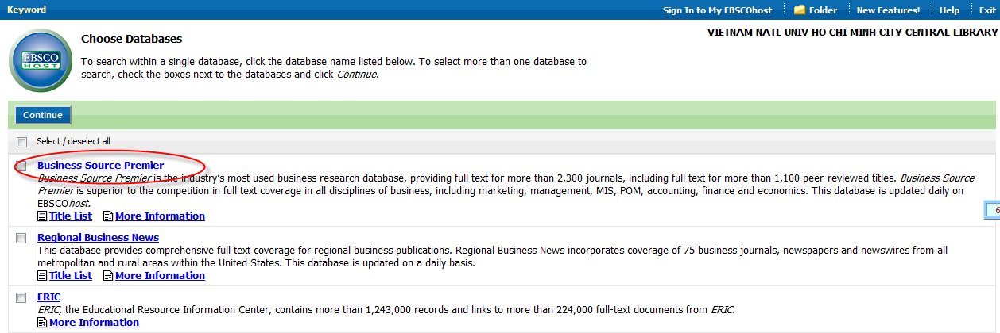 Keyword
Sign In to My EBSCOhost Folder New Features! Help Exit
VIETNAM NATL UNIV HO CHI MINH CITY CENTRAL LIBRARY
EBSCO
HOST
Choose Databases
To search within a single database, click the database name listed below. To select more than one database to
search, check the boxes next to the databases and click Continue.
Continue
Select / deselect all
Business Source Premier
Business Source Premier is the industry's most used business research database, providing full text for more than 2,300 journals, including full text for more than 1,100 peer-reviewed titles. Business Source
Premier is superior to the competition in full text coverage in all disciplines of business, including marketing, management, MIS, POM, accounting, finance and economics. This database is updated daily on
EBSCOhost.
Title List More Information
6
Regional Business News
This database provides comprehensive full text coverage for regional business publications. Regional Business News incorporates coverage of 75 business journals, newspapers and newswires from all
metropolitan and rural areas within the United States. This database is updated on a daily basis.
Title List More Information
ERIC
ERIC, the Educational Resource Information Center, contains more than 1,243,000 records and links to more than 224,000 full-text documents from ERIC.
More Information